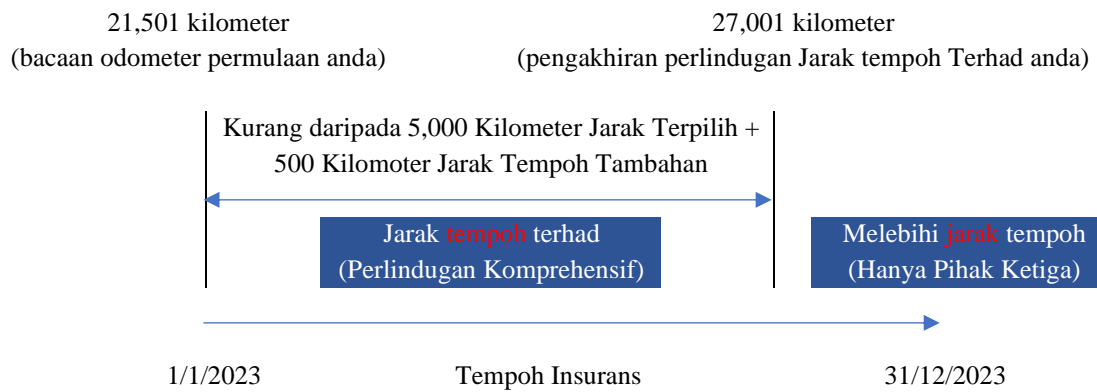 21,501 kilometer
(bacaan odometer permulaan anda)
27,001 kilometer
(pengakhiran perlindugan Jarak tempoh Terhad anda)
Kurang daripada 5,000 Kilometer Jarak Terpilih +
500 Kilomoter Jarak Tempoh Tambahan
Jarak tempoh terhad
(Perlindugan Komprehensif)
Melebihi jarak tempoh
(Hanya Pihak Ketiga)
1/1/2023
Tempoh Insurans
31/12/2023